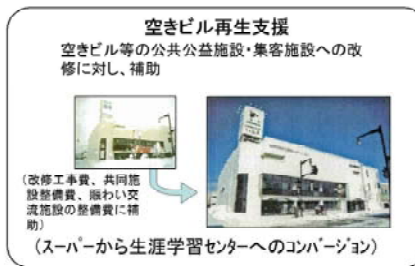 空きビル再生支援
空きビル等の公共公益施設・集客施設への改
修に対し、補助
(改修工事費、共同施
設整備費、賑わい交
流施設の整備費に補
助)
(スーパーから生涯学習センターへのコンバージョン)